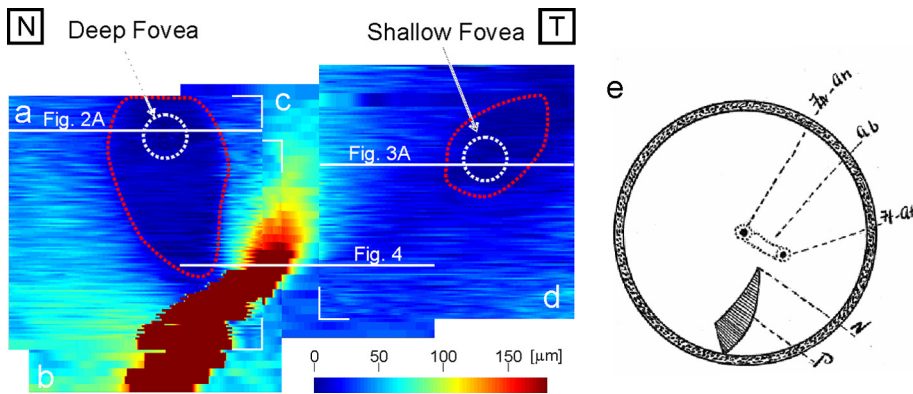 N
Deep Fovea
Shallow Fovea
T
a
c
e
Fig. 2A
Fig. 3A
Fig. 4
b
d
0 50 100 150 [μm]
ab
N
P